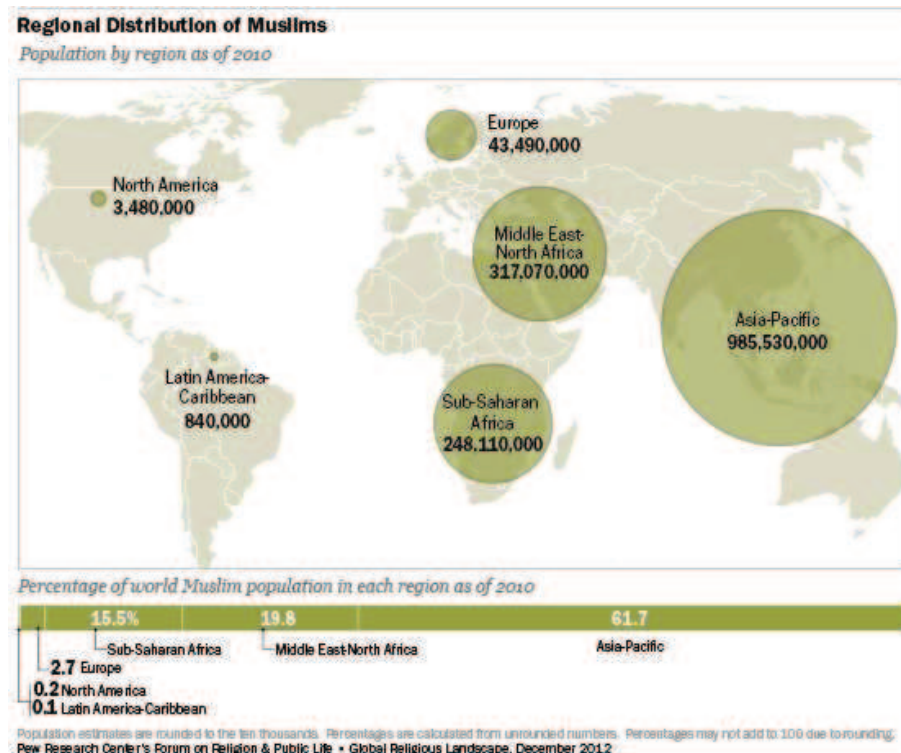 Regional Distribution of Muslims
Population by region as of 2010
Europe
43,490,000
North America
3,480,000
Middle East-
North Africa
317,070,000
Asia-Pacific
985,530,000
Latin America-
Caribbean
840,000
Sub-Saharan
Africa
248,110,000
Percentage of world Muslim population in each region as of 2010
15.5% 19.8 61.7
Sub-Saharan Africa Middle East-North Africa Asia-Pacific
2.7 Europe
0.2 North America
0.1 Latin America-Caribbean
Population estimates are rounded to the ten thousands. Percentages are calculated from unrounded numbers. Percentages may not add to 100 due to rounding.
Pew Research Center's Forum on Religion & Public Life • Global Religious Landscape, December 2012